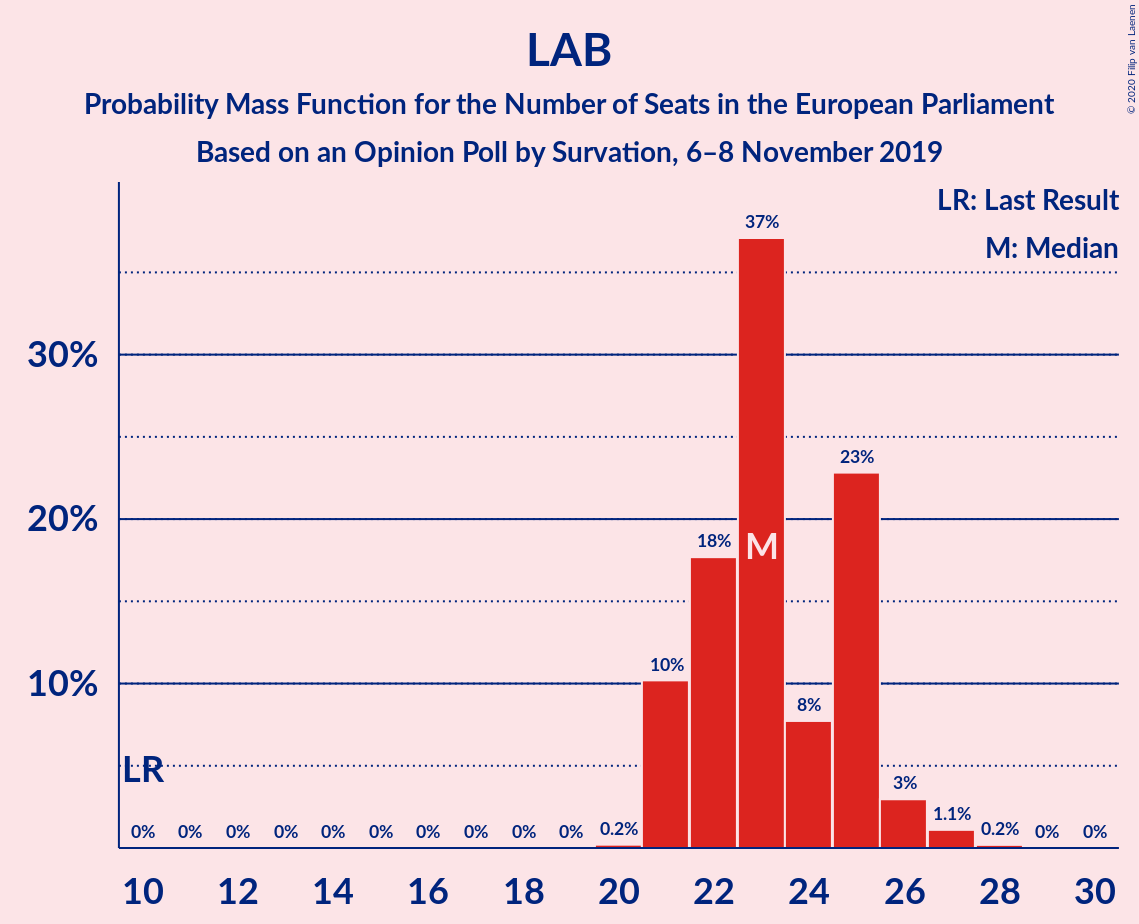 LAB
Probability Mass Function for the Number of Seats in the European Parliament
Based on an Opinion Poll by Survation, 6–8 November 2019
© 2020 Filip van Laenen
LR: Last Result
M: Median
37%
30%
23%
20%
18%
M
10%
10%
8%
LR
3%
1.1%
0% 0% 0% 0% 0% 0% 0% 0% 0% 0% 0.2% 0.2% 0% 0%
10 12 14 16 18 20 22 24 26 28 30